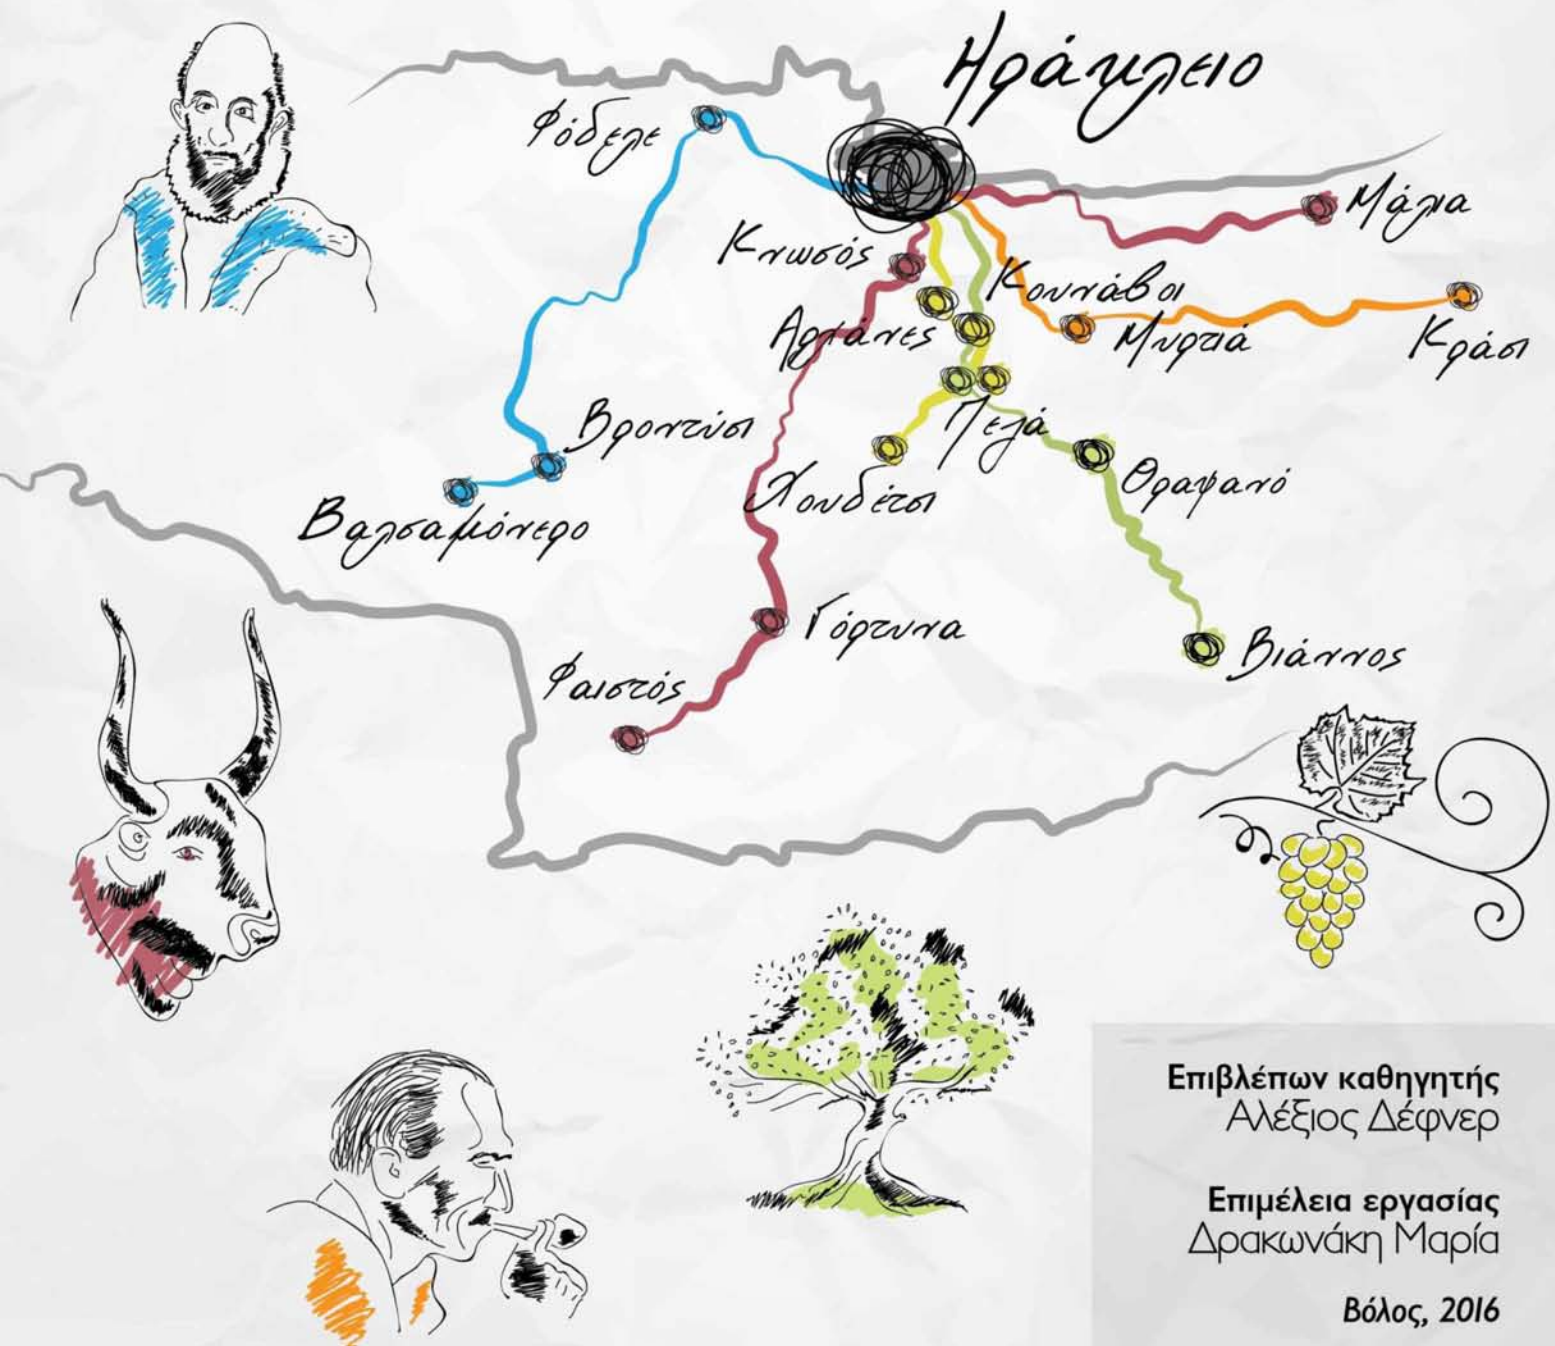 Ηράκλειο
Φόδελε
Μάλια
Κνωσός
Κουνάβοι
Αρχάνες
Μυρτιά
Κράσι
Πεζά
Βροντύσι
Χουδέτσι
Θραψανό
Βαλσαμόνερο
Γόρτυνα
Βιάννος
Φαιστός
Επιβλέπων καθηγητής
Αλέξιος Δέφνερ
Επιμέλεια εργασίας
Δρακωνάκη Μαρία
Βόλος, 2016